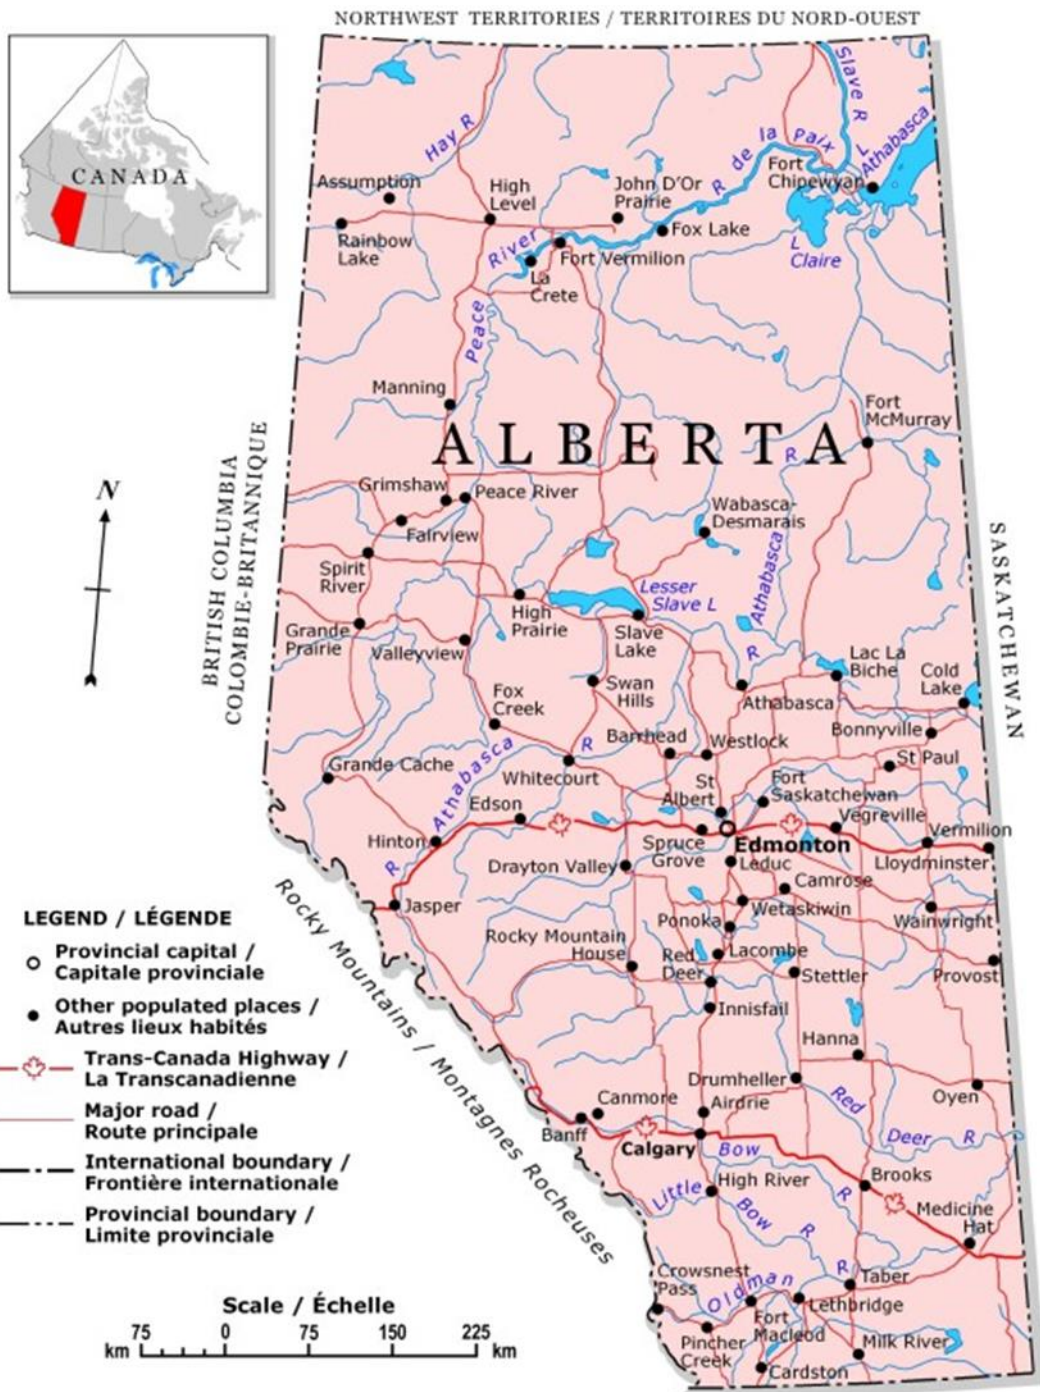 NORTHWEST TERRITORIES / TERRITOIRES DU NORD-OUEST
CANADA
Hay R
Slave R
R de la Paix
L Athabasca
Fort
Chipewyan
Assumption
High
Level
John D'Or
Prairie
Rainbow
Lake
Fox Lake
L
Claire
Peace River
Fort Vermilion
La
Crete
Manning
Fort
McMurray
ALBERTA
BRITISH COLUMBIA
COLOMBIE-BRITANNIQUE
N
Grimshaw
Peace River
Fairview
Wabasca-
Desmarais
Athabasca R
SASKATCHEWAN
Spirit
River
Lesser
Slave L
High
Prairie
Grande
Prairie
Valleyview
Slave
Lake
R
Lac La
Biche
Cold
Lake
Fox
Creek
Swan
Hills
Athabasca
Barrhead
Westlock
Bonnyville
St Paul
Grande Cache
Athabasca R
Whitecourt
St
Albert
Fort
Saskatchewan
Edson
Vegreville
Vermilion
Hinton
Spruce
Grove
Edmonton
Lloydminster
Drayton Valley
Leduc
Camrose
R
Jasper
Wetaskiwin
Ponoka
Wainwright
Rocky Mountain
House
Red
Deer
Lacombe
Stettler
Provost
Innisfail
Hanna
Rocky Mountains / Montagnes Rocheuses
Drumheller
Oyen
Canmore
Airdrie
Red Deer R
Banff
Calgary
Bow R
Brooks
High River
Little Bow R
Medicine
Hat
Crowsnest
Pass
Oldman R
Taber
Lethbridge
Fort
Macleod
Pincher
Creek
Milk River
Cardston
LEGEND / LÉGENDE
Provincial capital /
Capitale provinciale
Other populated places /
Autres lieux habités
Trans-Canada Highway /
La Transcanadienne
Major road /
Route principale
International boundary /
Frontière internationale
Provincial boundary /
Limite provinciale
Scale / Échelle
75 0 75 150 225
km km